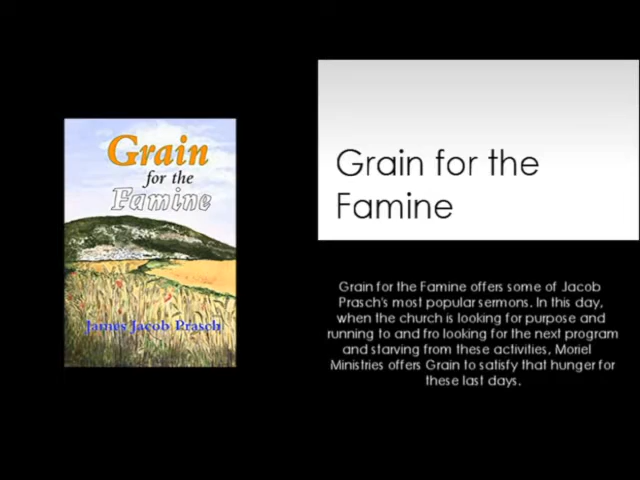 Grain
for the
Famine
James Jacob Prasch
Grain for the
Famine
Grain for the Famine offers some of Jacob
Prasch's most popular sermons. In this day,
when the church is looking for purpose and
running to and fro looking for the next program
and starving from these activities, Moriel
Ministries offers Grain to satisfy that hunger for
these last days.